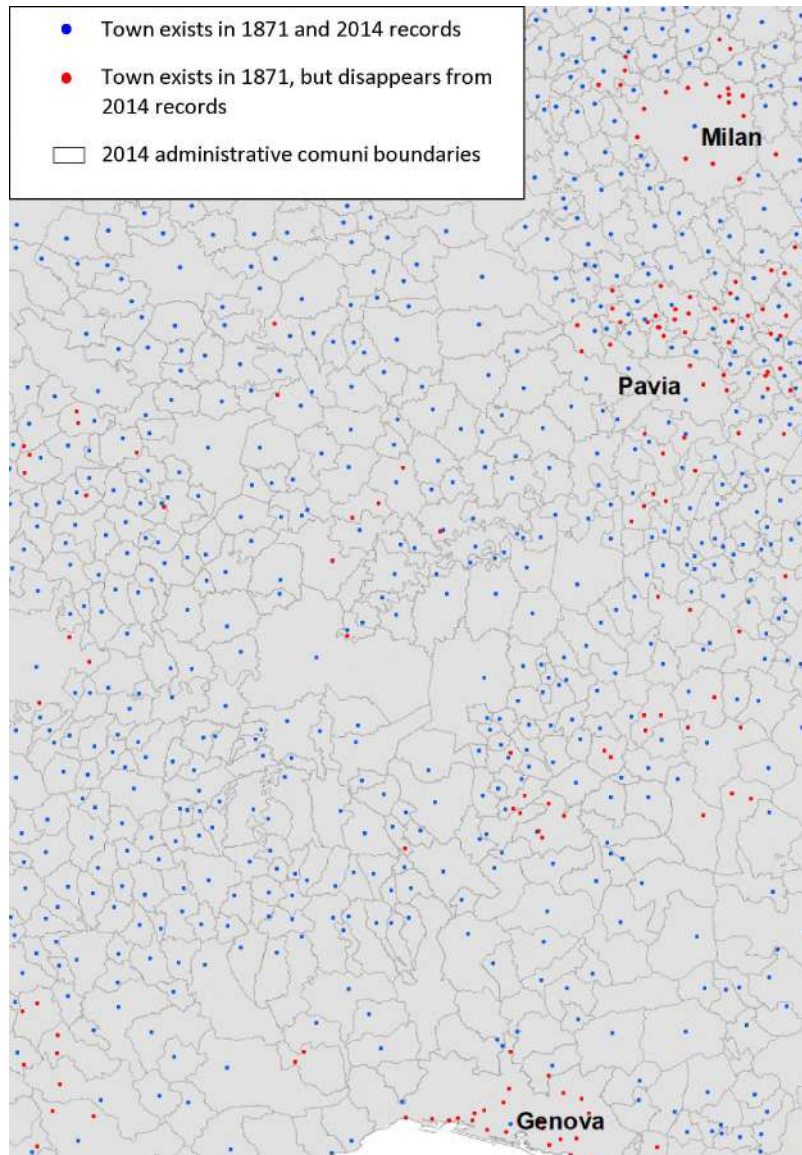 Town exists in 1871 and 2014 records
Town exists in 1871, but disappears from
2014 records
2014 administrative comuni boundaries
Milan
Pavia
Genova